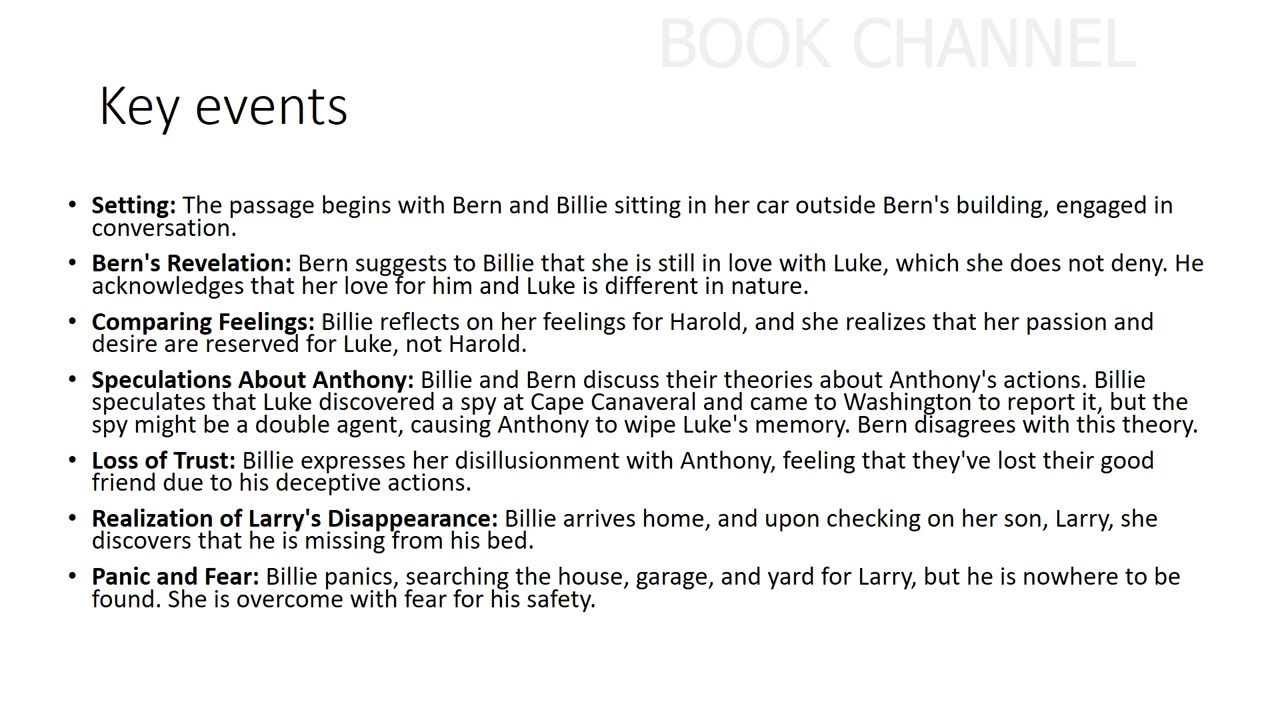 BOOK CHANNEL
Key events
• Setting: The passage begins with Bern and Billie sitting in her car outside Bern's building, engaged in
conversation.
• Bern's Revelation: Bern suggests to Billie that she is still in love with Luke, which she does not deny. He
acknowledges that her love for him and Luke is different in nature.
• Comparing Feelings: Billie reflects on her feelings for Harold, and she realizes that her passion and
desire are reserved for Luke, not Harold.
• Speculations About Anthony: Billie and Bern discuss their theories about Anthony's actions. Billie
speculates that Luke discovered a spy at Cape Canaveral and came to Washington to report it, but the
spy might be a double agent, causing Anthony to wipe Luke's memory. Bern disagrees with this theory.
• Loss of Trust: Billie expresses her disillusionment with Anthony, feeling that they've lost their good
friend due to his deceptive actions.
• Realization of Larry's Disappearance: Billie arrives home, and upon checking on her son, Larry, she
discovers that he is missing from his bed.
• Panic and Fear: Billie panics, searching the house, garage, and yard for Larry, but he is nowhere to be
found. She is overcome with fear for his safety.